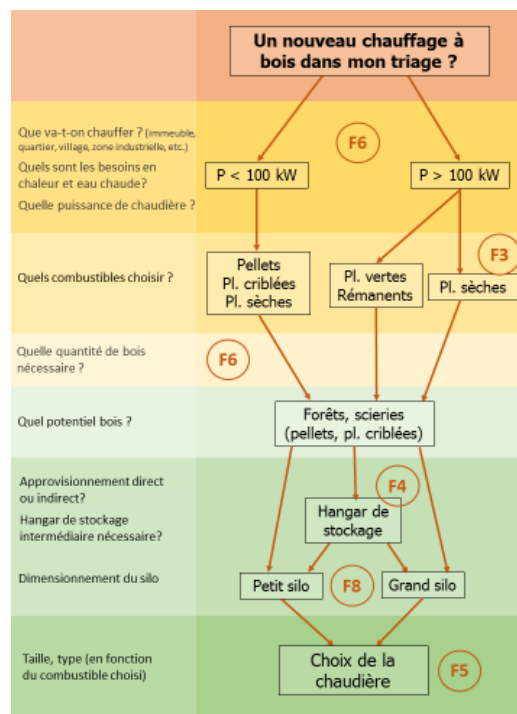 Un nouveau chauffage à
bois dans mon triage ?
Que va-t-on chauffer ? (immeuble,
quartier, village, zone industrielle, etc.)
Quels sont les besoins en
chaleur et eau chaude?
Quelle puissance de chaudière ?
F6
P < 100 kW
P > 100 kW
Quels combustibles choisir ?
Pellets
Pl. criblées
Pl. sèches
Pl. vertes
Rémanents
F3
Pl. sèches
Quelle quantité de bois
nécessaire ?
F6
Quel potentiel bois ?
Forêts, scieries
(pellets, pl. criblées)
Approvisionnement direct
ou indirect?
Hangar de stockage
intermédiaire nécessaire?
F4
Hangar de
stockage
Dimensionnement du silo
Petit silo
F8
Grand silo
Taille, type (en fonction
du combustible choisi)
Choix de la
chaudière
F5